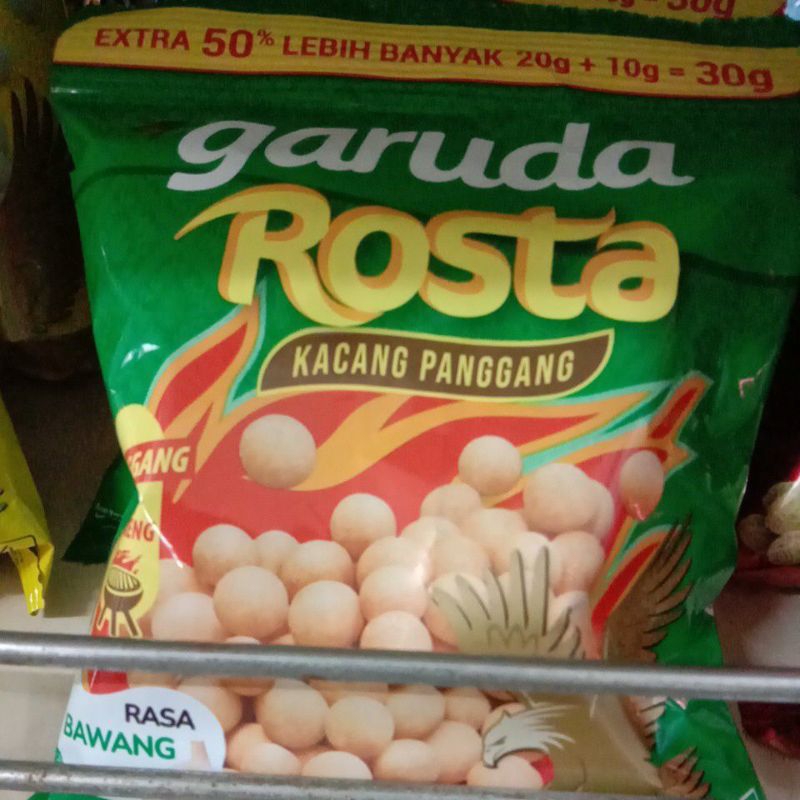 EXTRA 50% LEBIH BANYAK 20g + 10g = 30g
garuda
Rosta
KACANG PANGGANG
RASA
BAWANG